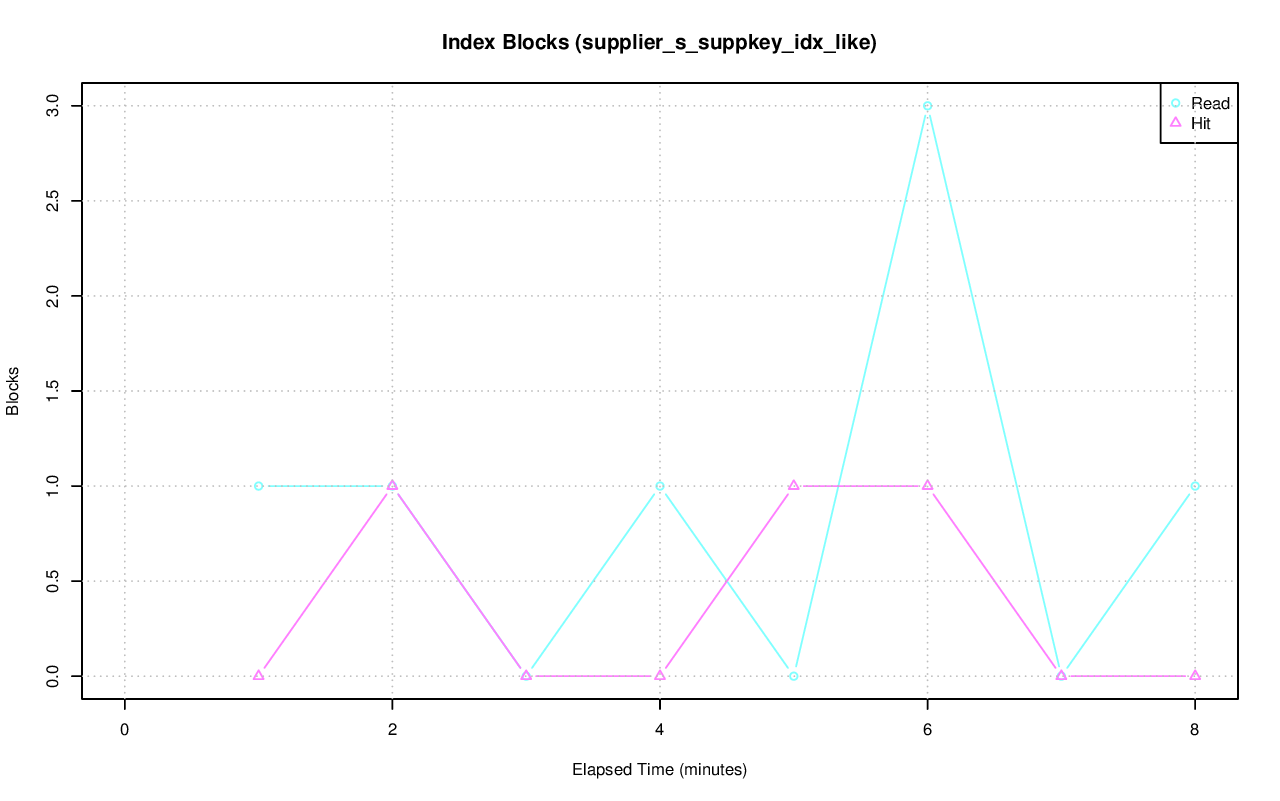 Index Blocks (supplier_s_suppkey_idx_like)
Read
Hit
3.0
2.5
2.0
1.5
1.0
0.5
0.0
Blocks
0 2 4 6 8
Elapsed Time (minutes)